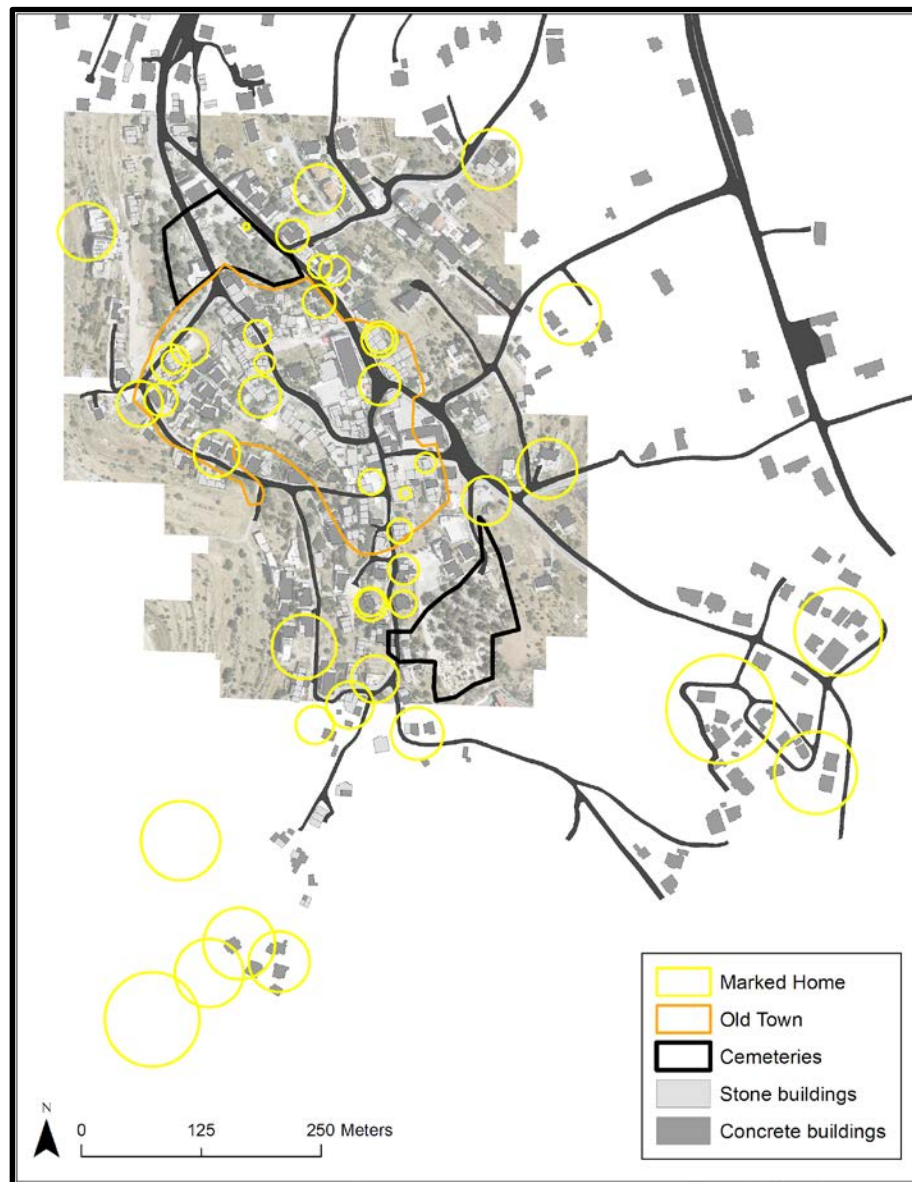 Marked Home
Old Town
Cemeteries
Stone buildings
Concrete buildings
N
0 125 250 Meters